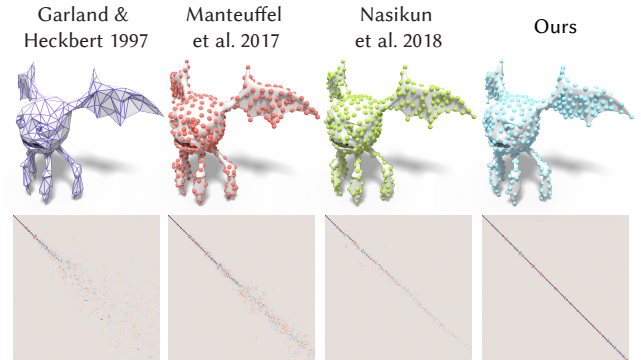 Garland &
Heckbert 1997
Manteuffel
et al. 2017
Nasikun
et al. 2018
Ours